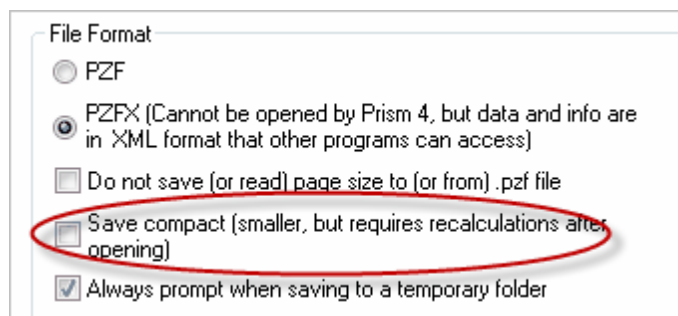 File Format
PZF
PZFX (Cannot be opened by Prism 4, but data and info are
in XML format that other programs can access)
Do not save (or read) page size to (or from) .pzf file
Save compact (smaller, but requires recalculations after
opening)
Always prompt when saving to a temporary folder